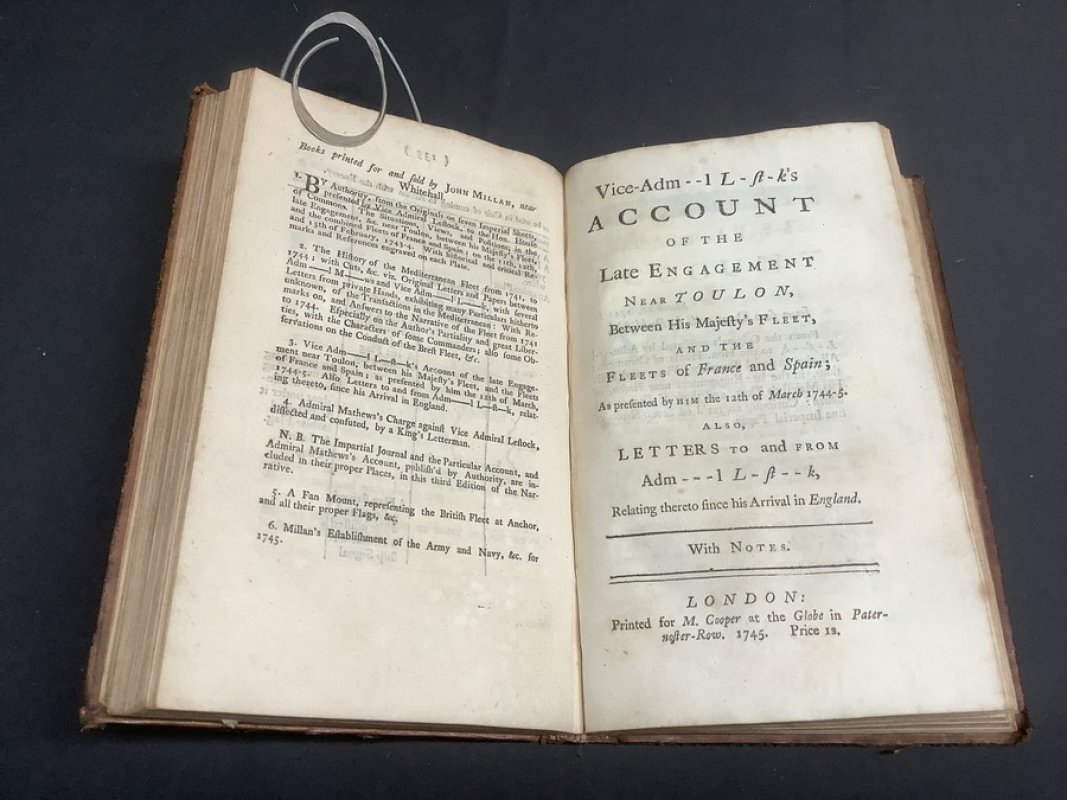 ( 135 )
Books printed for and ſold by JOHN MILLAN, near
Whitehall.
1. BY Authority, from the Originals on ſeven Imperial Sheets,
preſented by Vice Admiral Leſtock, to the Hon. Houſe
of Commons. The Situations, Views, and Poſitions, in the
late Engagement, &c. near Toulon, between his Majeſty's Fleet,
and the combined Fleets of France and Spain; on the 11th, 12th,
and 13th of February, 1743-4. With hiſtorical and critical Re-
marks and References engraved on each Plate.
2. The Hiſtory of the Mediterranean Fleet from 1741, to
1744; with Cuts, &c. viz. Original Letters and Papers between
Adm——l M——ws and Vice Adm——l L——k, with ſeveral
Letters from private Hands, exhibiting many Particulars hitherto
unknown, of the Tranſactions in the Mediterranean: With Re-
marks on, and Anſwers to the Narrative of the Fleet from 1741
to 1744. Eſpecially on the Author's Partiality and great Liber-
ties, with the Characters of ſome Commanders; alſo ſome Ob-
ſervations on the Conduct of the Breſt Fleet, &c.
3. Vice Adm——l L—ſt—k's Account of the late Engage-
ment near Toulon, between his Majeſty's Fleet, and the Fleets
of France and Spain; as preſented by him the 12th of March,
1744-5. Alſo Letters to and from Adm—l L—ſt—k, relat-
ing thereto, ſince his Arrival in England.
4. Admiral Mathews's Charge againſt Vice Admiral Leſtock,
diſſected and confuted, by a King's Letterman.
N. B. The Impartial Journal and the Particular Account, and
Admiral Mathews's Account, publiſh'd by Authority, are in-
cluded in their proper Places, in this third Edition of the Nar-
rative.
5. A Fan Mount, repreſenting the Britiſh Fleet at Anchor,
and all their proper Flags, &c.
6. Millan's Eſtabliſhment of the Army and Navy, &c. for
1745.
Vice-Adm--l L-ſt-k's
ACCOUNT
OF THE
Late ENGAGEMENT
NEAR TOULON,
Between His Majeſty's FLEET,
AND THE
FLEETS of France and Spain;
As preſented by HIM the 12th of March 1744-5.
ALSO,
LETTERS TO and FROM
Adm---l L-ſt--k,
Relating thereto ſince his Arrival in England.
With NOTES.
LONDON:
Printed for M. Cooper at the Globe in Pater-
noſter-Row. 1745. Price 1s.